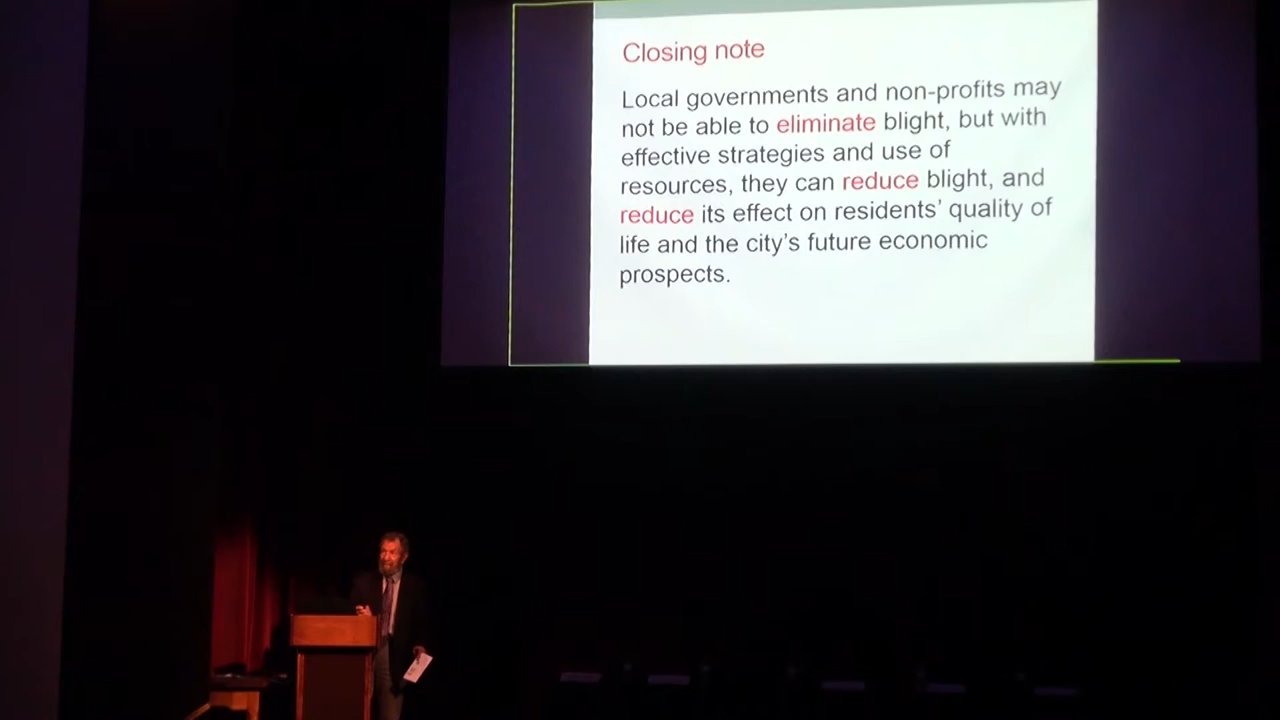 Closing note
Local governments and non-profits may
not be able to eliminate blight, but with
effective strategies and use of
resources, they can reduce blight, and
reduce its effect on residents’ quality of
life and the city’s future economic
prospects.